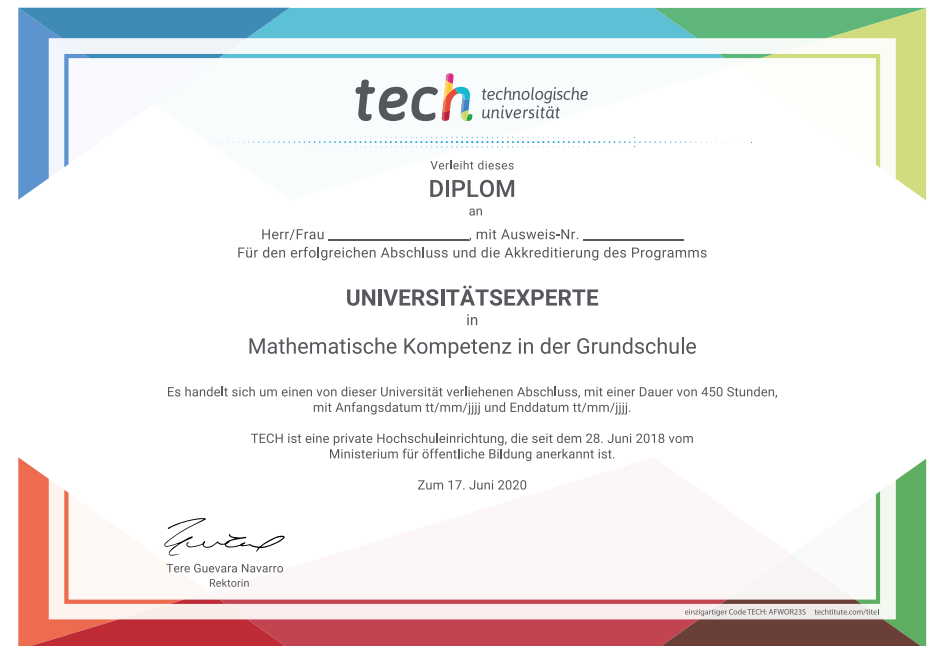 tech technologische
universität
Verleiht dieses
DIPLOM
an
Herr/Frau ____________________, mit Ausweis-Nr. ______________
Für den erfolgreichen Abschluss und die Akkreditierung des Programms
UNIVERSITÄTSEXPERTE
in
Mathematische Kompetenz in der Grundschule
Es handelt sich um einen von dieser Universität verliehenen Abschluss, mit einer Dauer von 450 Stunden,
mit Anfangsdatum tt/mm/jjjj und Enddatum tt/mm/jjjj.
TECH ist eine private Hochschuleinrichtung, die seit dem 28. Juni 2018 vom
Ministerium für öffentliche Bildung anerkannt ist.
Zum 17. Juni 2020
Tere Guevara Navarro
Rektorin
einzigartiger Code TECH: AFWOR23S techtitute.com/titel